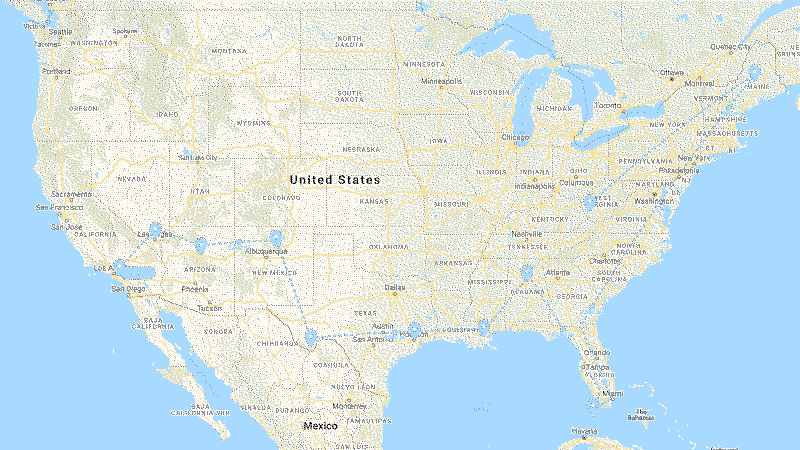 Victoria
Seattle
Spokane
Tacoma
WASHINGTON
MONTANA
NORTH
DAKOTA
Quebec City
Portland
MINNESOTA
Minneapolis
Ottawa
Montreal
MAINE
OREGON
IDAHO
SOUTH
DAKOTA
WISCONSIN
MICHIGAN
Toronto
VERMONT
WYOMING
NEW YORK
HAMPSHIRE
MASSACHUSETTS
CT
RI
Chicago
IOWA
NEBRASKA
Salt Lake City
PENNSYLVANIA
New York
NEVADA
UTAH
United States
ILLINOIS
INDIANA
OHIO
Columbus
Indianapolis
Philadelphia
MARYLAND
NJ
Sacramento
San Francisco
San Jose
COLORADO
KANSAS
MISSOURI
WEST
VIRGINIA
Washington
KENTUCKY
VIRGINIA
CALIFORNIA
Las Vegas
Nashville
TENNESSEE
NORTH
CAROLINA
Albuquerque
OKLAHOMA
ARKANSAS
Charlotte
Los A
ARIZONA
NEW MEXICO
MISSISSIPPI
Atlanta
SOUTH
CAROLINA
San Diego
Phoenix
Dallas
ALABAMA
GEORGIA
Tucson
TEXAS
BAJA
CALIFORNIA
SONORA
CHIHUAHUA
Austin
San Antonio
Houston
LOUISIANA
COAHUILA
Orlando
Tampa
FLORIDA
NUEVO LEON
Monterrey
Miami
BAJA
CALIFORNIA SUR
SINALOA
DURANGO
TAMAULIPAS
Mexico
The
Bahamas
Havana
SAN LUIS